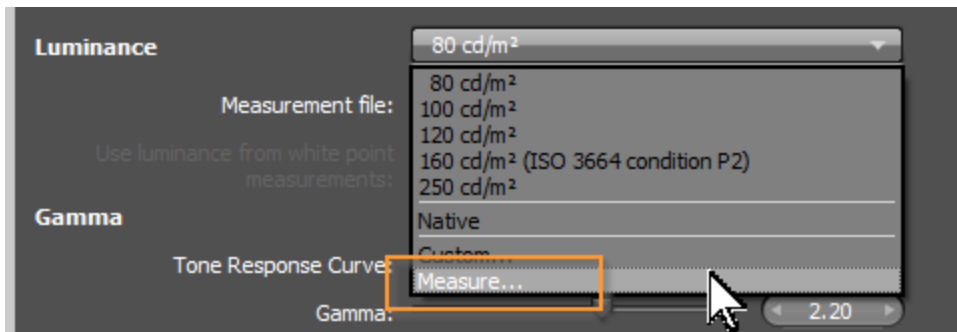 Luminance
80 cd/m²
80 cd/m²
Measurement file:
100 cd/m²
120 cd/m²
Use luminance from white point
measurements:
160 cd/m² (ISO 3664 condition P2)
250 cd/m²
Gamma
Native
Tone Response Curve:
Custom...
Measure...
Gamma:
2.20